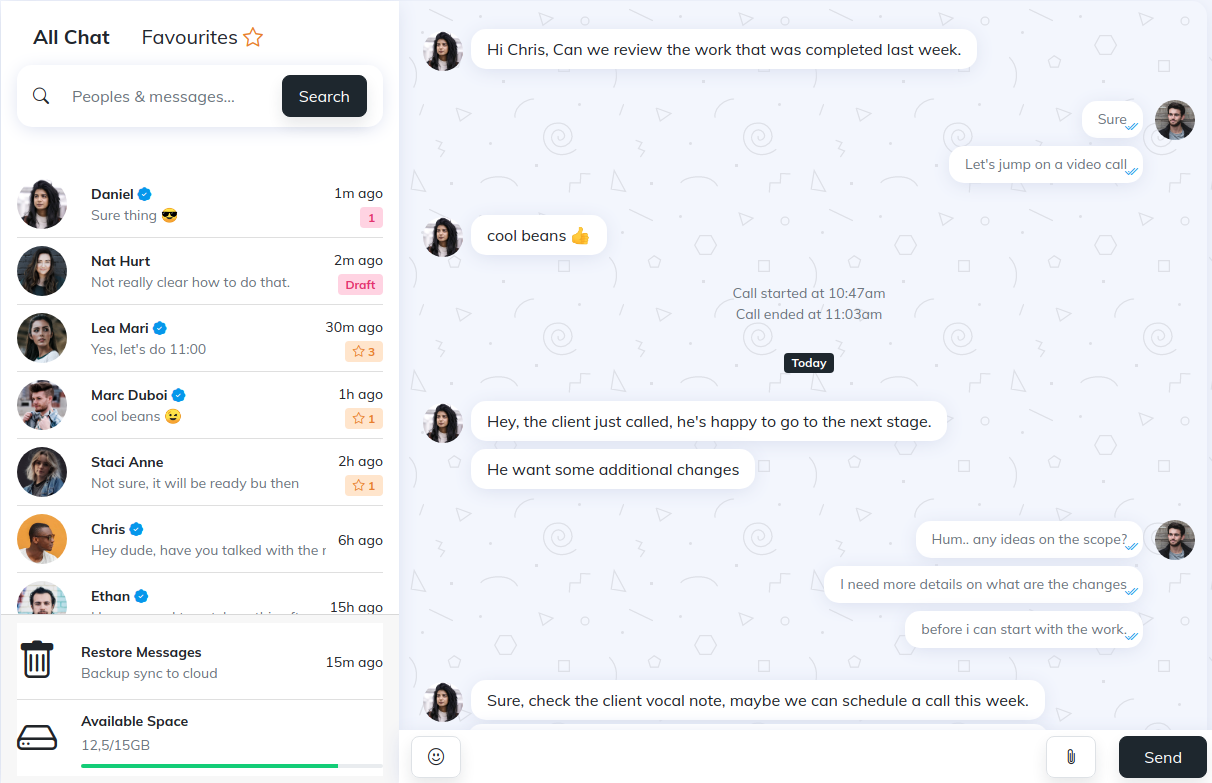 All Chat
Favourites
Peoples & messages...
Search
Daniel
1m ago
Sure thing 😎
1
Nat Hurt
2m ago
Not really clear how to do that.
Draft
Lea Mari
30m ago
Yes, let's do 11:00
3
Marc Duboi
1h ago
cool beans 😉
1
Staci Anne
2h ago
Not sure, it will be ready bu then
1
Chris
6h ago
Hey dude, have you talked with the
Ethan
15h ago
Restore Messages
15m ago
Backup sync to cloud
Available Space
12,5/15GB
Hi Chris, Can we review the work that was completed last week.
Sure
Let's jump on a video call
cool beans 👍
Call started at 10:47am
Call ended at 11:03am
Today
Hey, the client just called, he's happy to go to the next stage.
He want some additional changes
Hum.. any ideas on the scope?
I need more details on what are the changes
before i can start with the work.
Sure, check the client vocal note, maybe we can schedule a call this week.
Send